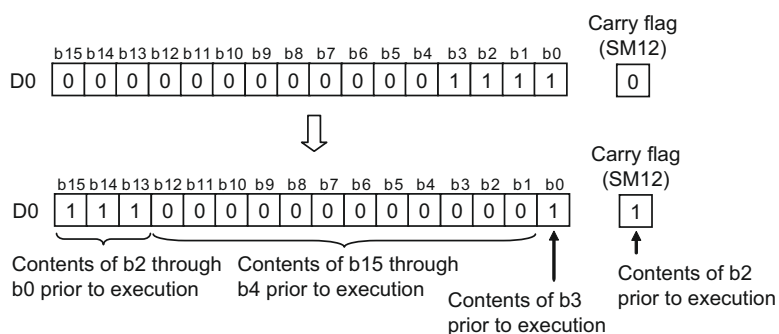 Carry flag
(SM12)
b15 b14 b13 b12 b11 b10 b9 b8 b7 b6 b5 b4 b3 b2 b1 b0
D0 0 0 0 0 0 0 0 0 0 0 0 0 1 1 1 1 0
Carry flag
(SM12)
b15 b14 b13 b12 b11 b10 b9 b8 b7 b6 b5 b4 b3 b2 b1 b0
D0 1 1 1 0 0 0 0 0 0 0 0 0 0 0 0 1 1
Contents of b2 through
b0 prior to execution
Contents of b15 through
b4 prior to execution
Contents of b3
prior to execution
Contents of b2
prior to execution